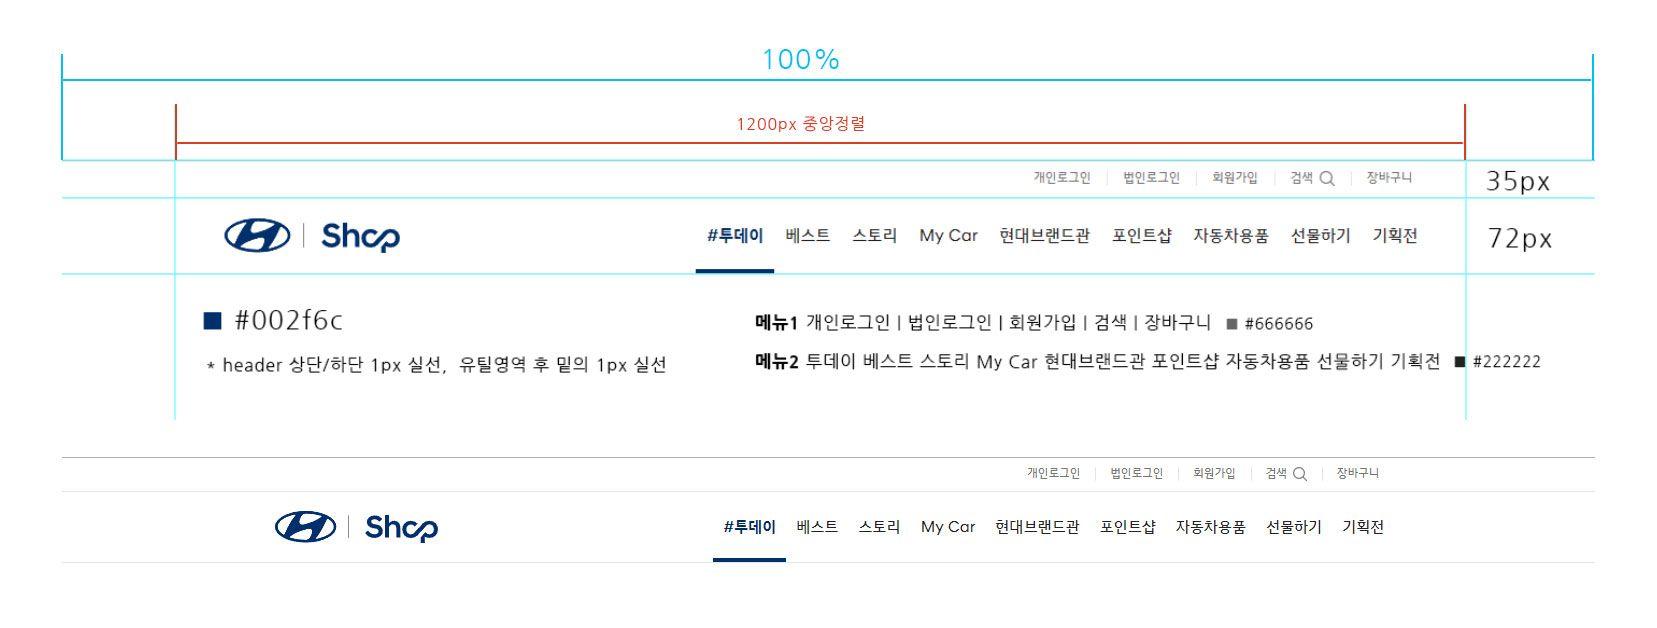 100%
1200px 중앙정렬
개인로그인 | 법인로그인 | 회원가입 | 검색 | 장바구니
35px
Shop
#투데이 베스트 스토리 My Car 현대브랜드관 포인트샵 자동차용품 선물하기 기획전
72px
#002f6c
* header 상단/하단 1px 실선, 유틸영역 후 밑의 1px 실선
메뉴1 개인로그인 | 법인로그인 | 회원가입 | 검색 | 장바구니 #666666
메뉴2 투데이 베스트 스토리 My Car 현대브랜드관 포인트샵 자동차용품 선물하기 기획전 #222222
개인로그인 | 법인로그인 | 회원가입 | 검색 | 장바구니
Shop
#투데이 베스트 스토리 My Car 현대브랜드관 포인트샵 자동차용품 선물하기 기획전